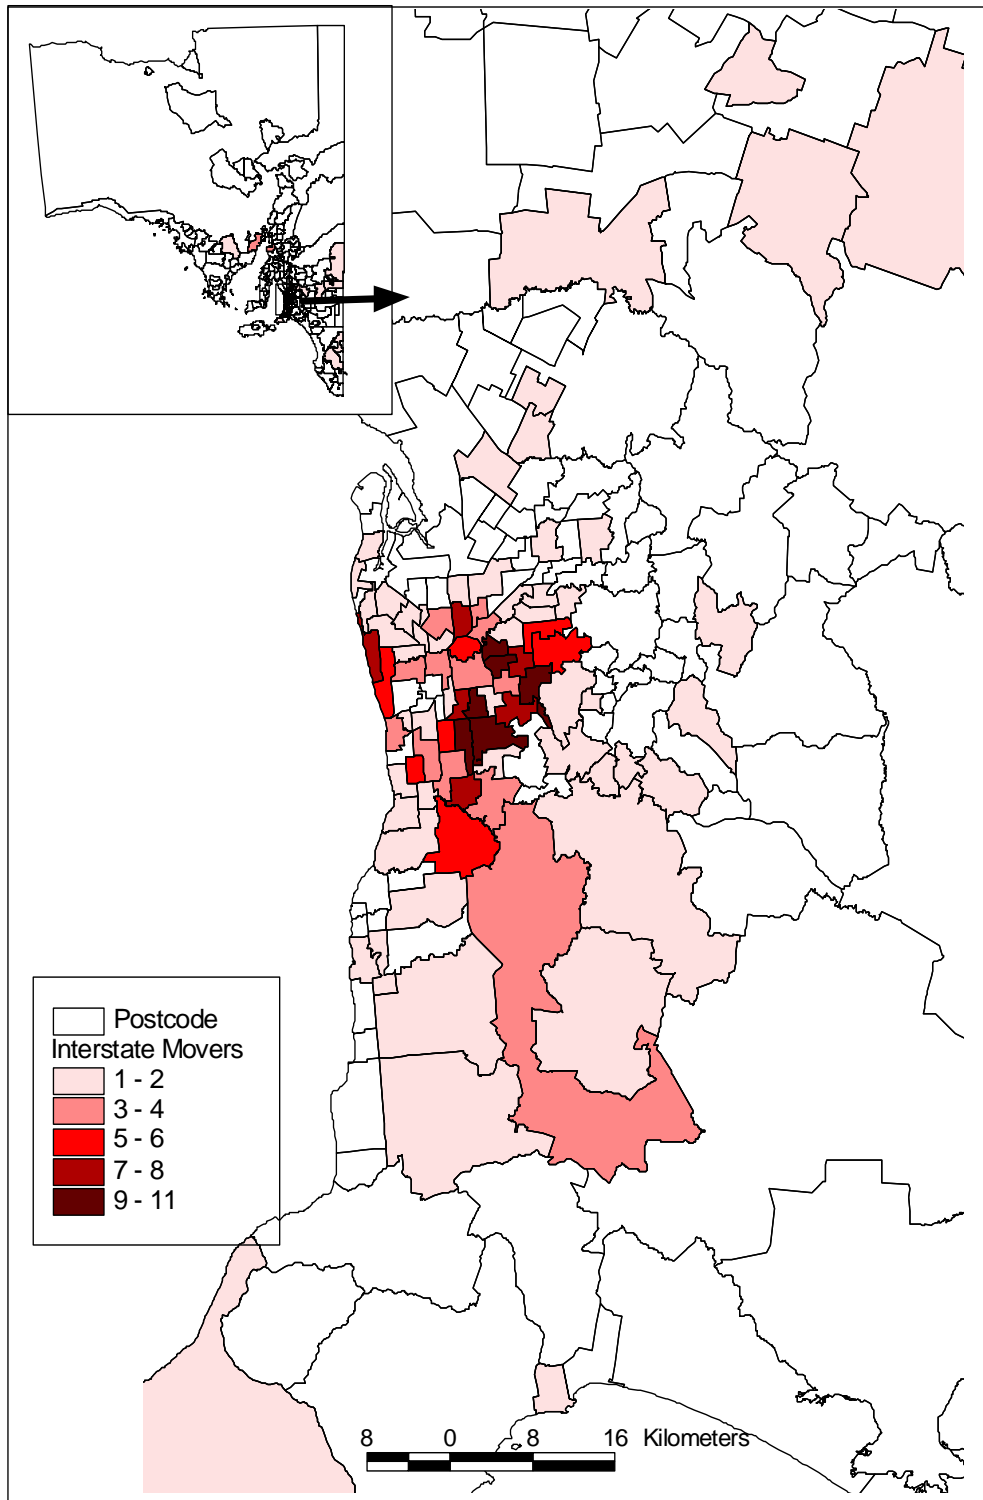 Postcode
Interstate Movers
1 - 2
3 - 4
5 - 6
7 - 8
9 - 11
8 0 8 16 Kilometers